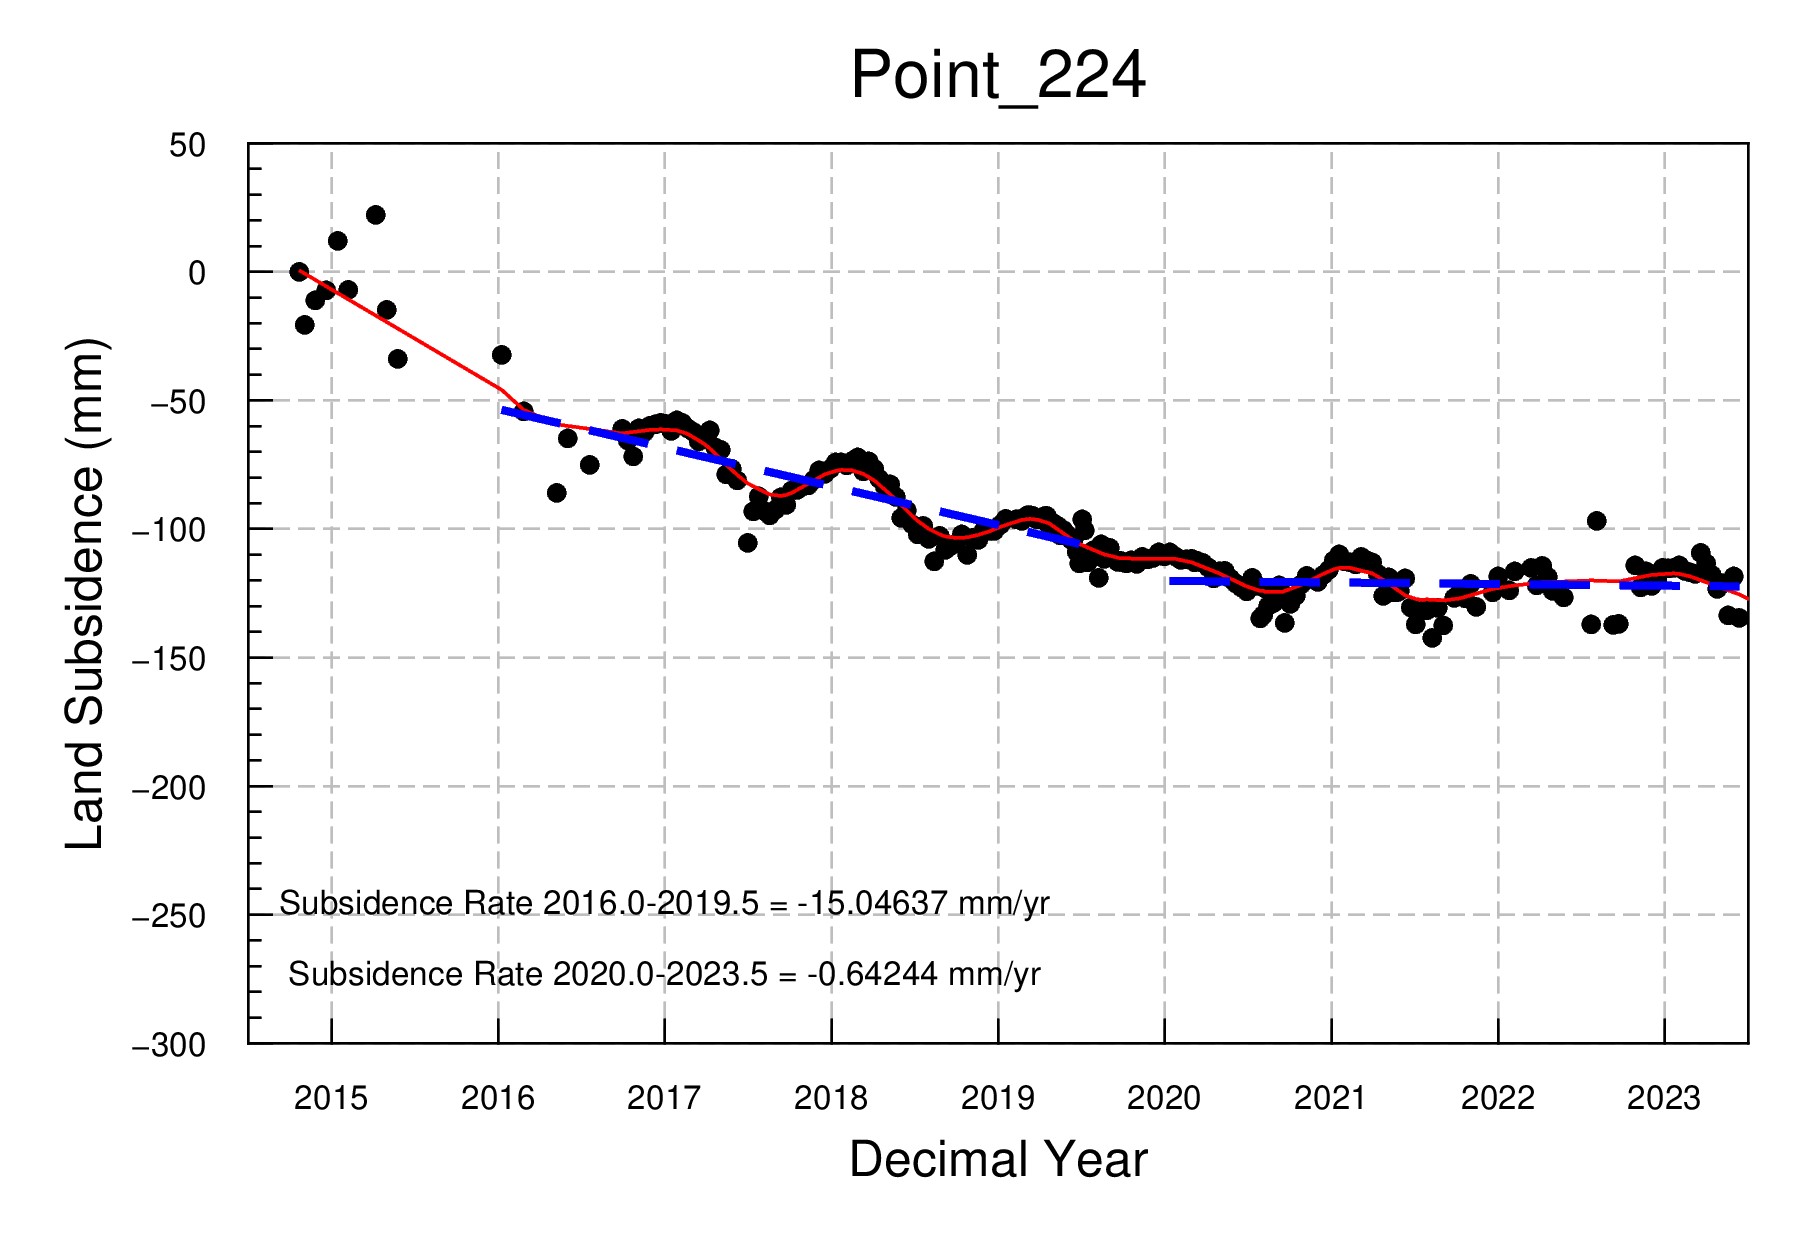 Point_224
50
0
−50
−100
−150
−200
−250
−300
Land Subsidence (mm)
Subsidence Rate 2016.0-2019.5 = -15.04637 mm/yr
Subsidence Rate 2020.0-2023.5 = -0.64244 mm/yr
2015 2016 2017 2018 2019 2020 2021 2022 2023
Decimal Year